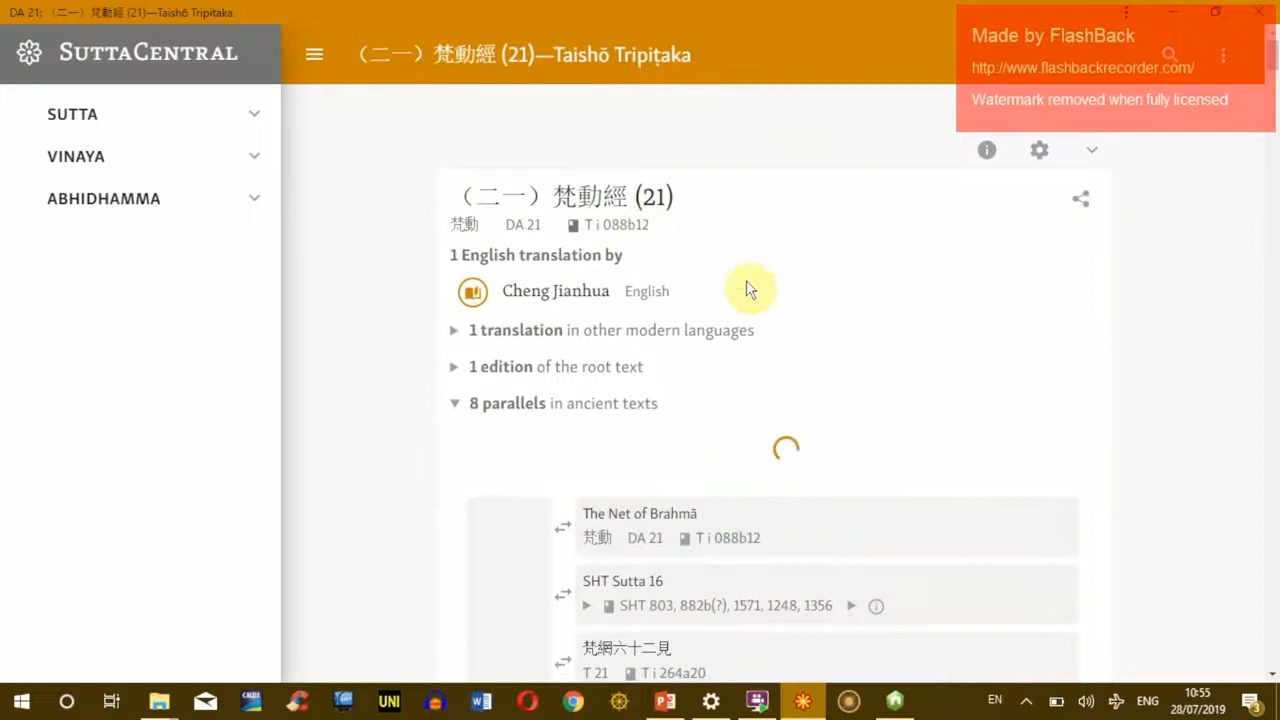 DA 21: （二一）梵動經 (21)—Taishō Tripiṭaka
SUTTACENTRAL
（二一）梵動經 (21)—Taishō Tripiṭaka
Made by FlashBack
http://www.flashbackrecorder.com/
Watermark removed when fully licensed
SUTTA
VINAYA
ABHIDHAMMA
（二一）梵動經 (21)
梵動 DA 21 T i 088b12
1 English translation by
Cheng Jianhua English
1 translation in other modern languages
1 edition of the root text
8 parallels in ancient texts
The Net of Brahmā
梵動 DA 21 T i 088b12
SHT Sutta 16
SHT 803, 882b(?), 1571, 1248, 1356
梵網六十二見
T 21 T i 264a20
UNI
EN
ENG
10:55
28/07/2019
3